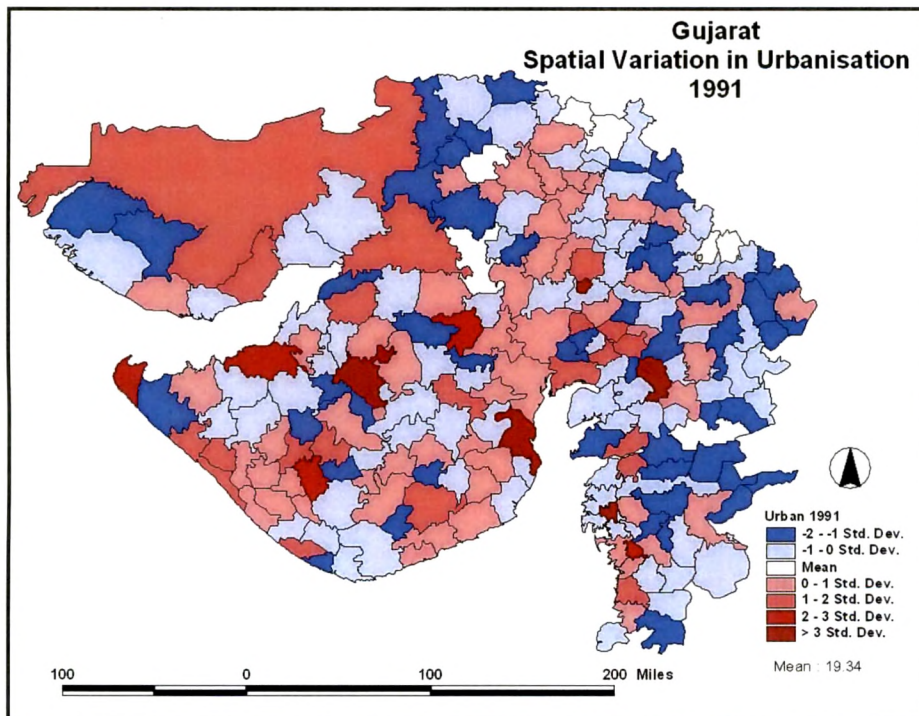 Gujarat
Spatial Variation in Urbanisation
1991
Urban 1991
-2 - -1 Std. Dev.
-1 - 0 Std. Dev.
Mean
0 - 1 Std. Dev.
1 - 2 Std. Dev.
2 - 3 Std. Dev.
> 3 Std. Dev.
Mean : 19.34
100 0 100 200 Miles